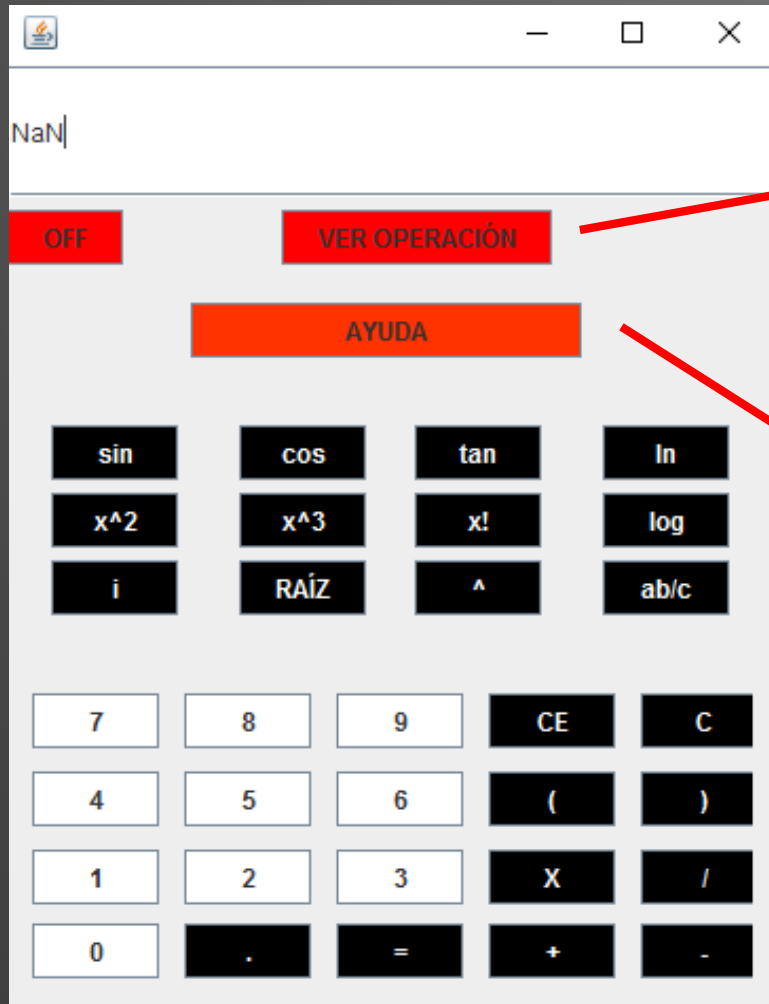 NaN
OFF VER OPERACIÓN
AYUDA
sin cos tan ln
x^2 x^3 x! log
i RAÍZ ^ ab/c
7 8 9 CE C
4 5 6 ( )
1 2 3 X /
0 . = + -